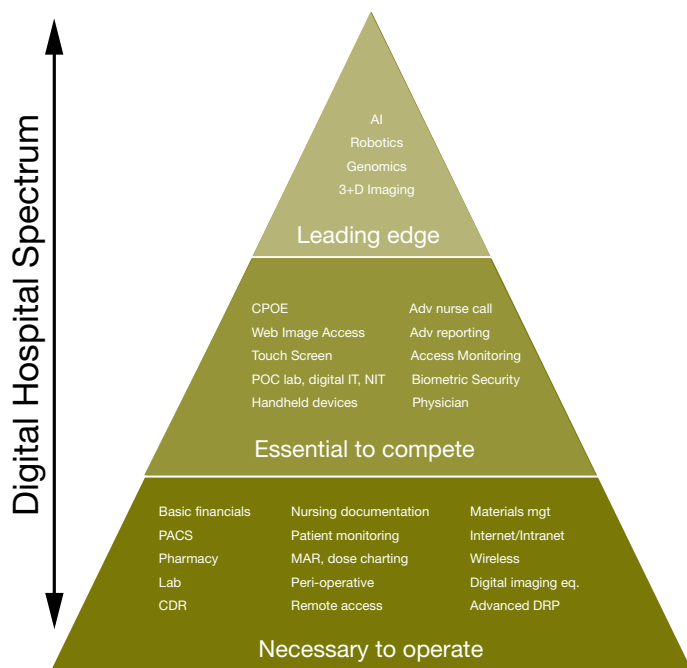 Digital Hospital Spectrum
AI
Robotics
Genomics
3+D Imaging
Leading edge
CPOE
Web Image Access
Touch Screen
POC lab, digital IT, NIT
Handheld devices
Adv nurse call
Adv reporting
Access Monitoring
Biometric Security
Physician
Essential to compete
Basic financials
PACS
Pharmacy
Lab
CDR
Nursing documentation
Patient monitoring
MAR, dose charting
Peri-operative
Remote access
Materials mgt
Internet/Intranet
Wireless
Digital imaging eq.
Advanced DRP
Necessary to operate